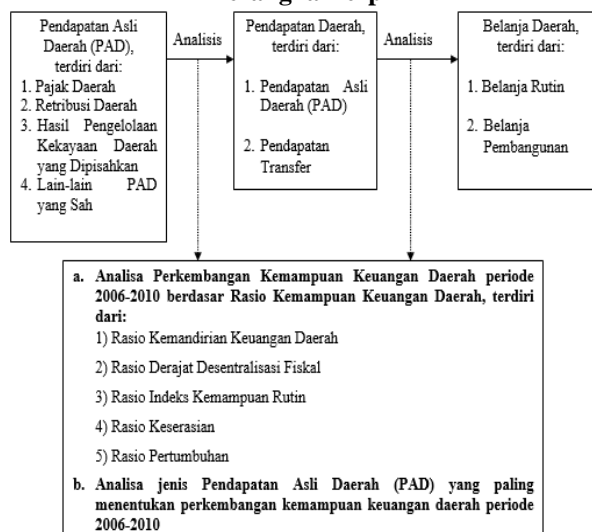 Pendapatan Asli
Daerah (PAD),
terdiri dari:
1. Pajak Daerah
2. Retribusi Daerah
3. Hasil Pengelolaan
Kekayaan Daerah
yang Dipisahkan
4. Lain-lain PAD
yang Sah
Analisis
Pendapatan Daerah,
terdiri dari:
1. Pendapatan Asli
Daerah (PAD)
2. Pendapatan
Transfer
Analisis
Belanja Daerah,
terdiri dari:
1. Belanja Rutin
2. Belanja
Pembangunan
a. Analisa Perkembangan Kemampuan Keuangan Daerah periode
2006-2010 berdasar Rasio Kemampuan Keuangan Daerah, terdiri
dari:
1) Rasio Kemandirian Keuangan Daerah
2) Rasio Derajat Desentralisasi Fiskal
3) Rasio Indeks Kemampuan Rutin
4) Rasio Keserasian
5) Rasio Pertumbuhan
b. Analisa jenis Pendapatan Asli Daerah (PAD) yang paling
menentukan perkembangan kemampuan keuangan daerah periode
2006-2010